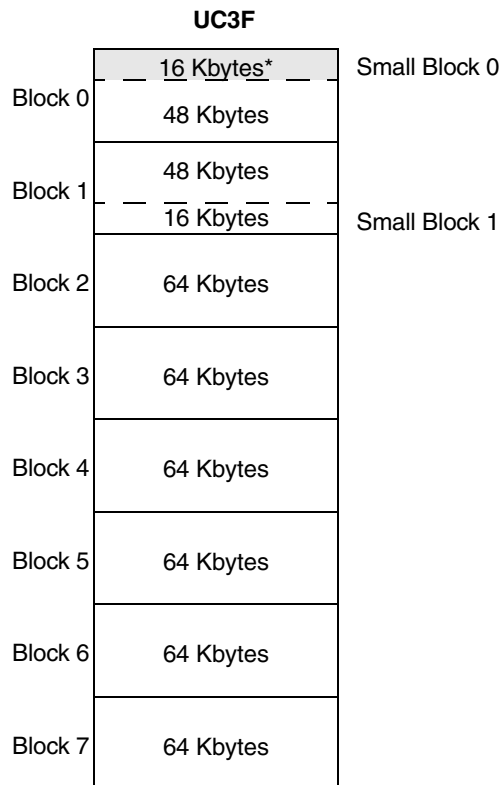 UC3F
16 Kbytes* Small Block 0
Block 0
48 Kbytes
48 Kbytes
Block 1
16 Kbytes Small Block 1
Block 2 64 Kbytes
Block 3 64 Kbytes
Block 4 64 Kbytes
Block 5 64 Kbytes
Block 6 64 Kbytes
Block 7 64 Kbytes